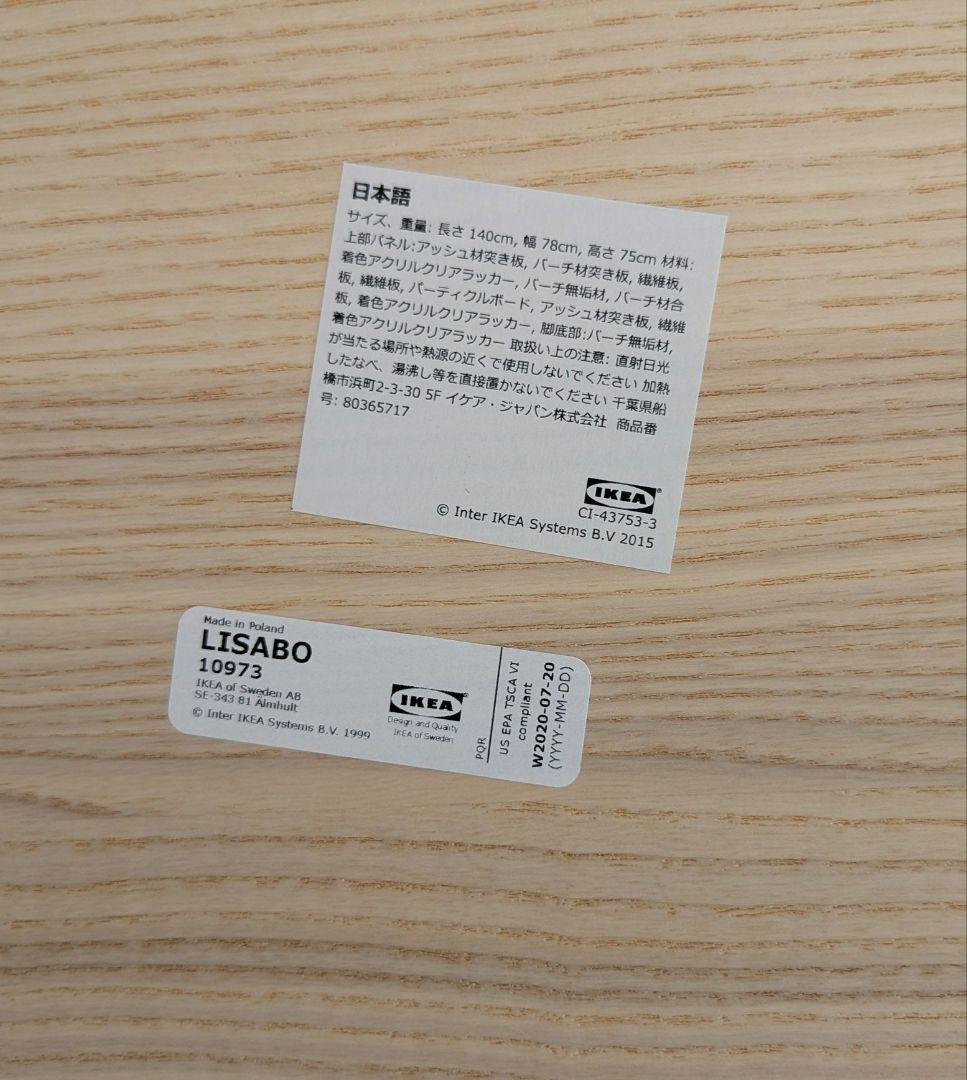 日本語
サイズ、重量: 長さ 140cm, 幅 78cm, 高さ 75cm 材料:
上部パネル:アッシュ材突き板, バーチ材突き板, 繊維板,
着色アクリルクリアラッカー, バーチ無垢材, バーチ材合
板, 繊維板, パーティクルボード, アッシュ材突き板, 繊維
板, 着色アクリルクリアラッカー, 脚底部:バーチ無垢材,
着色アクリルクリアラッカー 取扱い上の注意: 直射日光
が当たる場所や熱源の近くで使用しないでください 加熱
したなべ、湯沸し等を直接置かないでください 千葉県船
橋市浜町2-3-30 5F イケア・ジャパン株式会社 商品番
号: 80365717
IKEA®
CI-43753-3
© Inter IKEA Systems B.V 2015
Made in Poland
LISABO
10973
IKEA of Sweden AB
SE-343 81 Älmhult
© Inter IKEA Systems B.V. 1999
IKEA®
Design and Quality
IKEA of Sweden
PQR
US EPA TSCA VI
compliant
W2020-07-20
(YYYY-MM-DD)